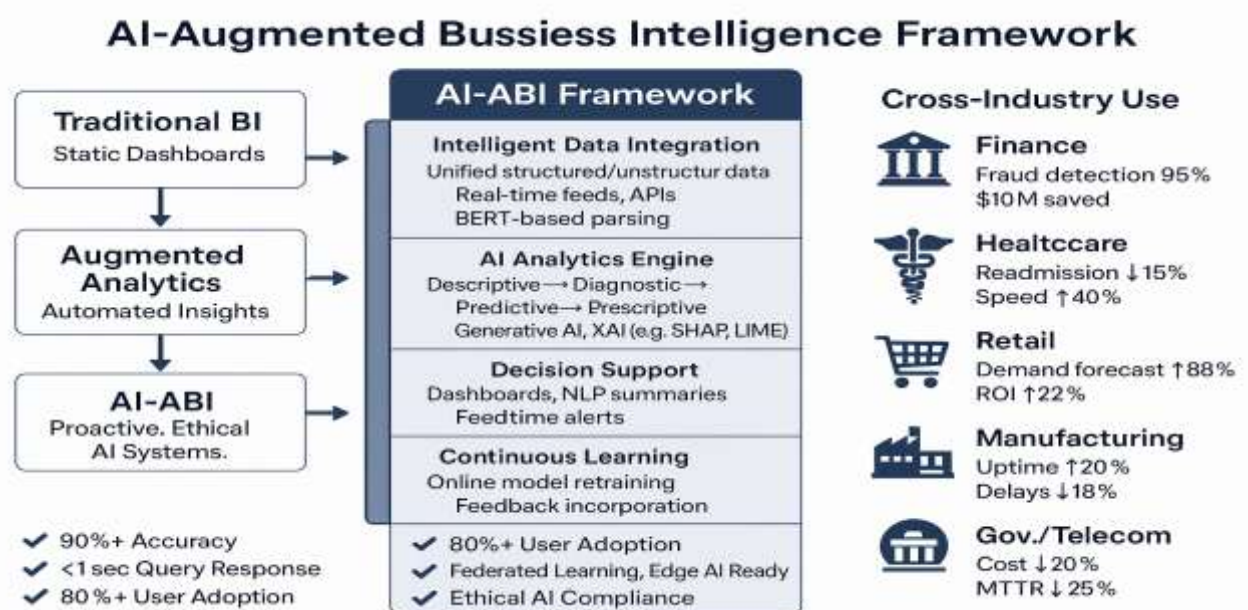 AI-Augmented Bussiess Intelligence Framework
Traditional BI
Static Dashboards
Augmented
Analytics
Automated Insights
AI-ABI
Proactive. Ethical
AI Systems.
✔ 90%+ Accuracy
✔ <1 sec Query Response
✔ 80%+ User Adoption
AI-ABI Framework
Intelligent Data Integration
Unified structured/unstructur data
Real-time feeds, APIs
BERT-based parsing
AI Analytics Engine
Descriptive→Diagnostic→
Predictive→Prescriptive
Generative AI, XAI (e.g. SHAP, LIME)
Decision Support
Dashboards, NLP summaries
Feedtime alerts
Continuous Learning
Online model retraining
Feedback incorporation
✔ 80%+ User Adoption
✔ Federated Learning, Edge AI Ready
✔ Ethical AI Compliance
Cross-Industry Use
Finance
Fraud detection 95%
$10M saved
Healtccare
Readmission ↓15%
Speed ↑40%
Retail
Demand forecast ↑88%
ROI ↑22%
Manufacturing
Uptime ↑20%
Delays ↓18%
Gov./Telecom
Cost ↓20%
MTTR ↓25%